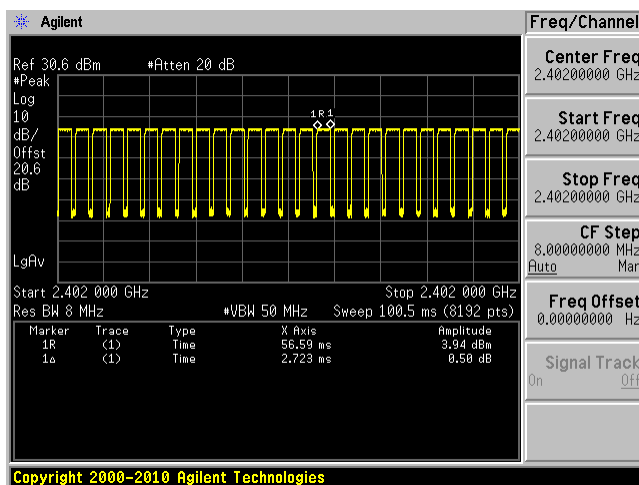 Agilent
Freq/Channel
Ref 30.6 dBm #Atten 20 dB
#Peak
Log
10
dB/
Offst
20.6
dB
1R 1
LgAv
Start 2.402 000 GHz Stop 2.402 000 GHz
Res BW 8 MHz #VBW 50 MHz Sweep 100.5 ms (8192 pts)
Marker Trace Type X Axis Amplitude
1R (1) Time 56.59 ms 3.94 dBm
1Δ (1) Time 2.723 ms 0.50 dB
Center Freq
2.40200000 GHz
Start Freq
2.40200000 GHz
Stop Freq
2.40200000 GHz
CF Step
8.00000000 MHz
Auto Man
Freq Offset
0.00000000 Hz
Signal Track
On Off
Copyright 2000-2010 Agilent Technologies